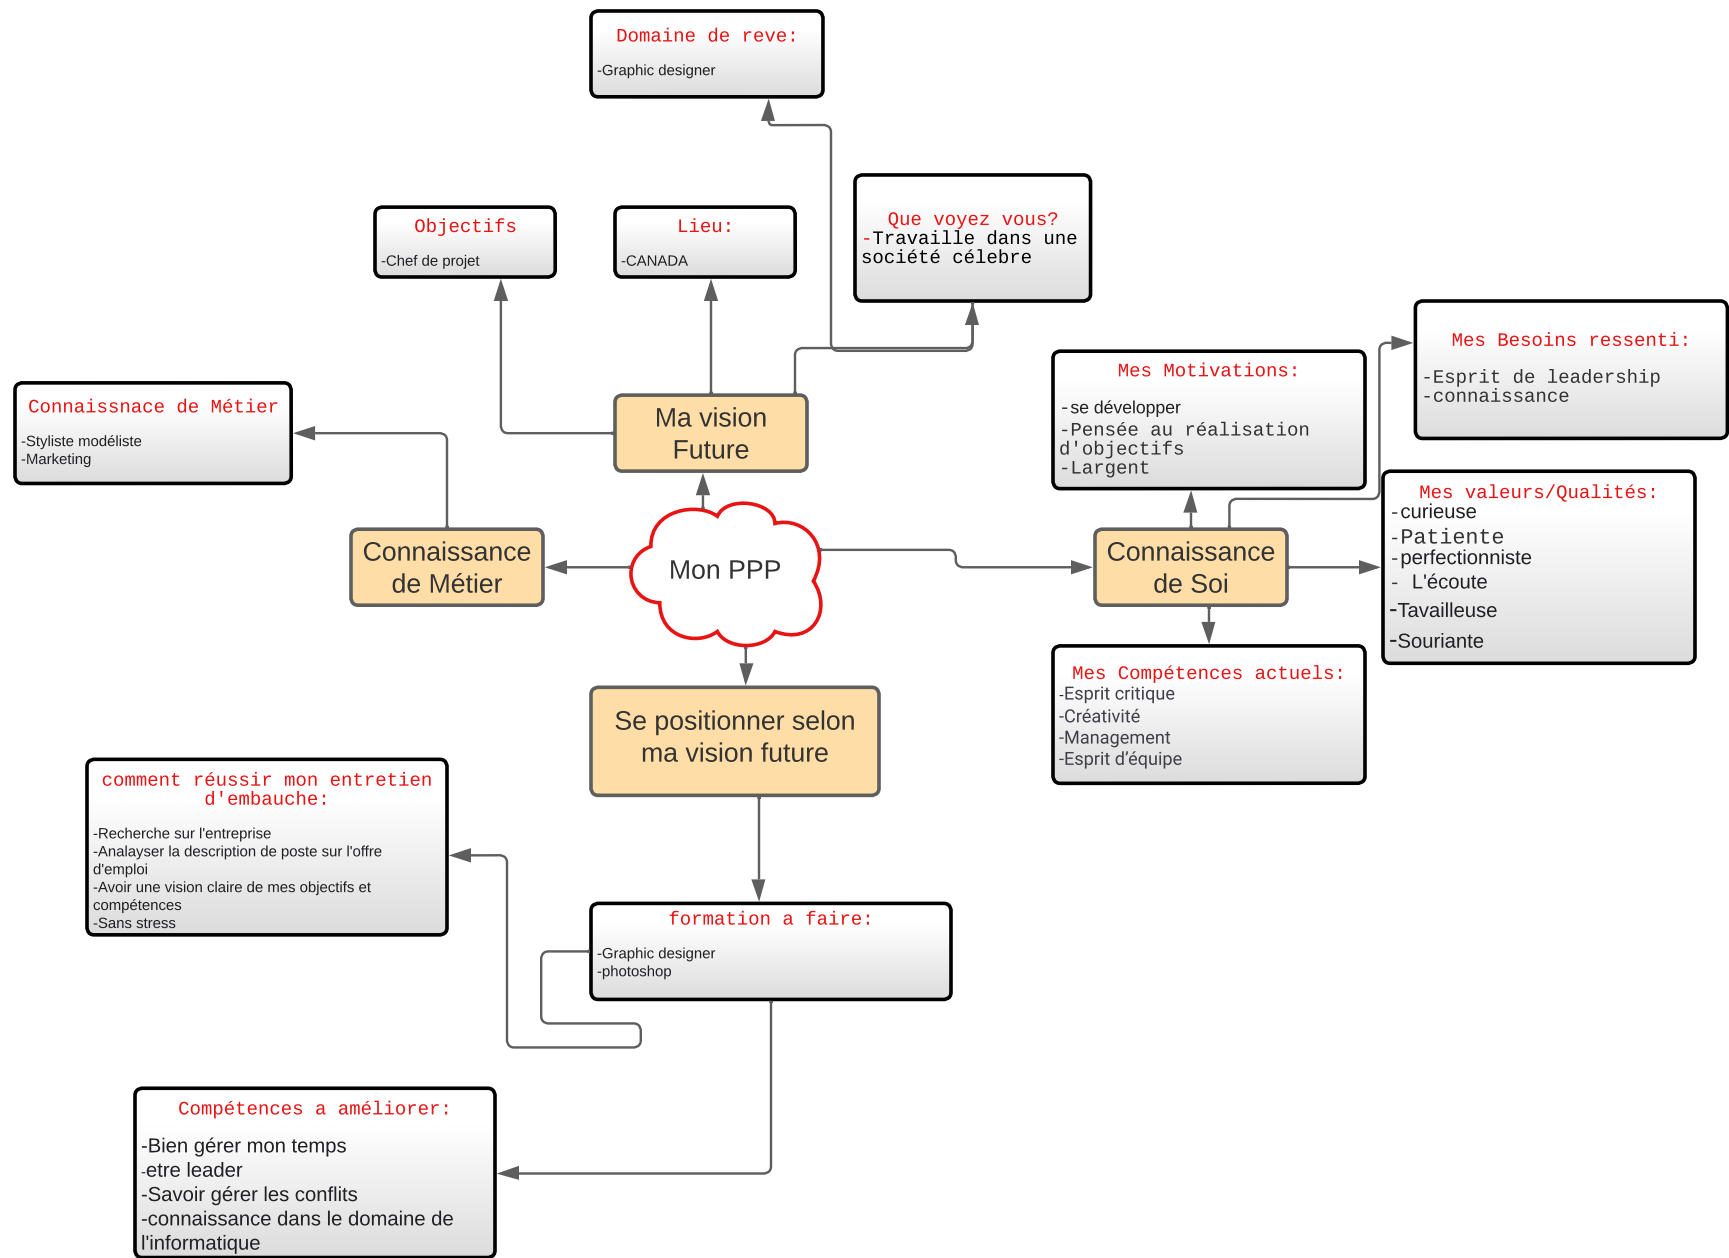 Domaine de reve:
-Graphic designer
Objectifs
-Chef de projet
Lieu:
-CANADA
Que voyez vous?
-Travaille dans une
société célebre
Mes Besoins ressenti:
-Esprit de leadership
-connaissance
Mes Motivations:
-se développer
-Pensée au réalisation
d'objectifs
-Largent
Connaissnace de Métier
-Styliste modéliste
-Marketing
Ma vision
Future
Mes valeurs/Qualités:
-curieuse
-Patiente
-perfectionniste
- L'écoute
-Tavailleuse
-Souriante
Connaissance
de Métier
Mon PPP
Connaissance
de Soi
Mes Compétences actuels:
-Esprit critique
-Créativité
-Management
-Esprit d'équipe
Se positionner selon
ma vision future
comment réussir mon entretien
d'embauche:
-Recherche sur l'entreprise
-Analayser la description de poste sur l'offre
d'emploi
-Avoir une vision claire de mes objectifs et
compétences
-Sans stress
formation a faire:
-Graphic designer
-photoshop
Compétences a améliorer:
-Bien gérer mon temps
-etre leader
-Savoir gérer les conflits
-connaissance dans le domaine de
l'informatique